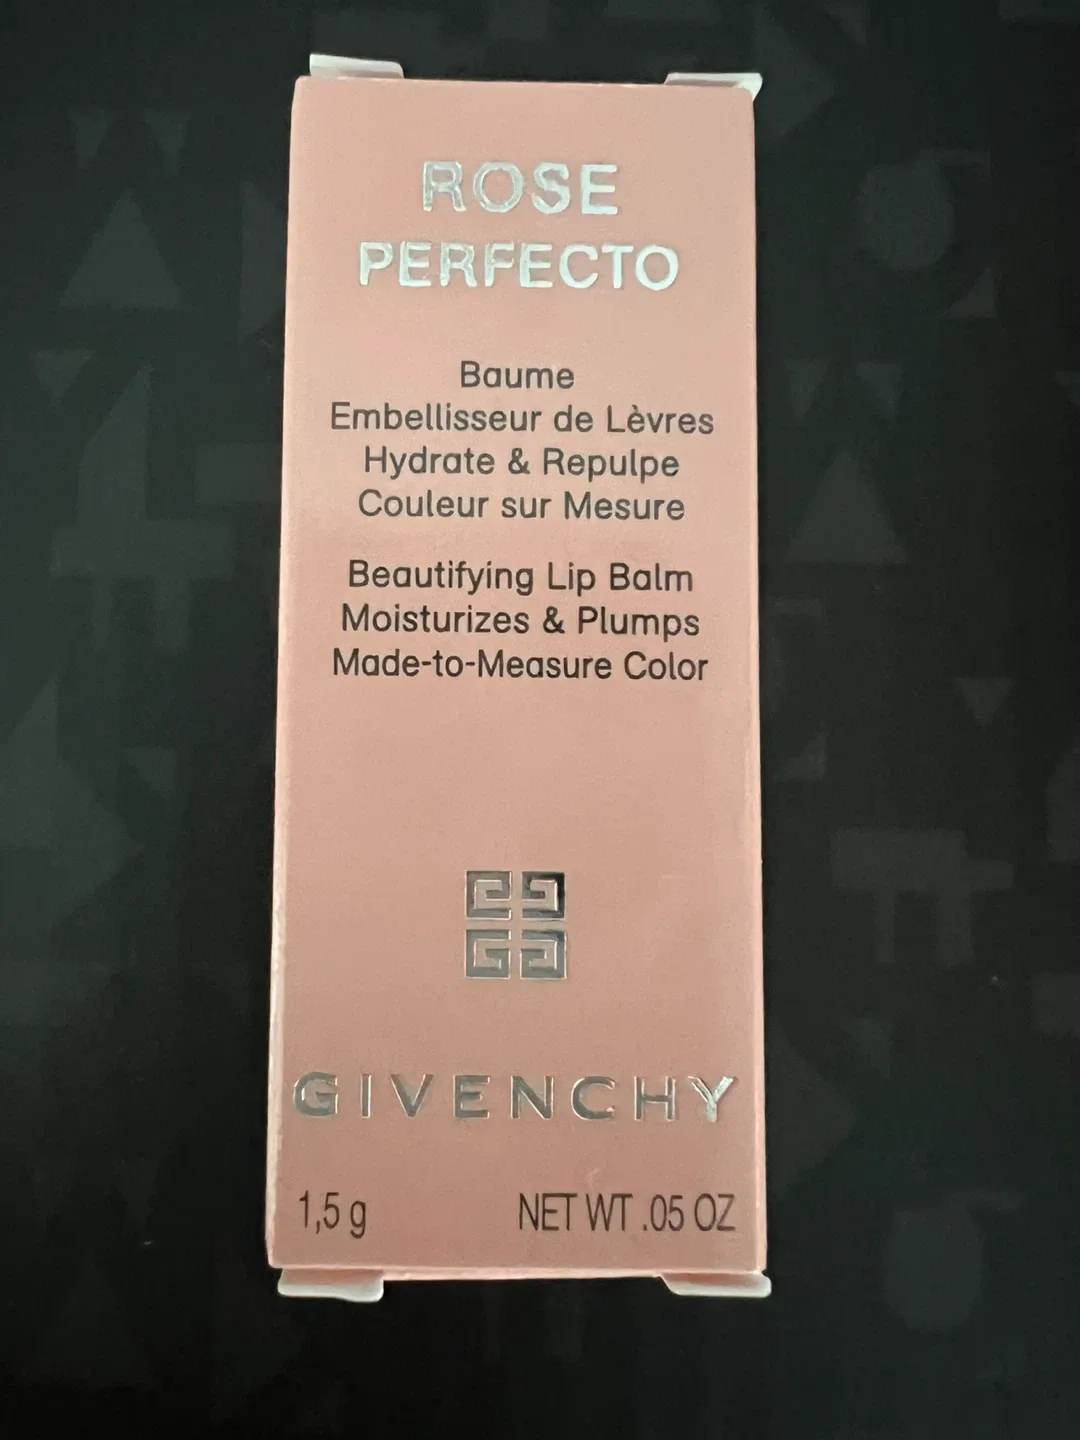 ROSE
PERFECTO
Baume
Embellisseur de Lèvres
Hydrate & Repulpe
Couleur sur Mesure
Beautifying Lip Balm
Moisturizes & Plumps
Made-to-Measure Color
GIVENCHY
1,5 g NET WT .05 OZ